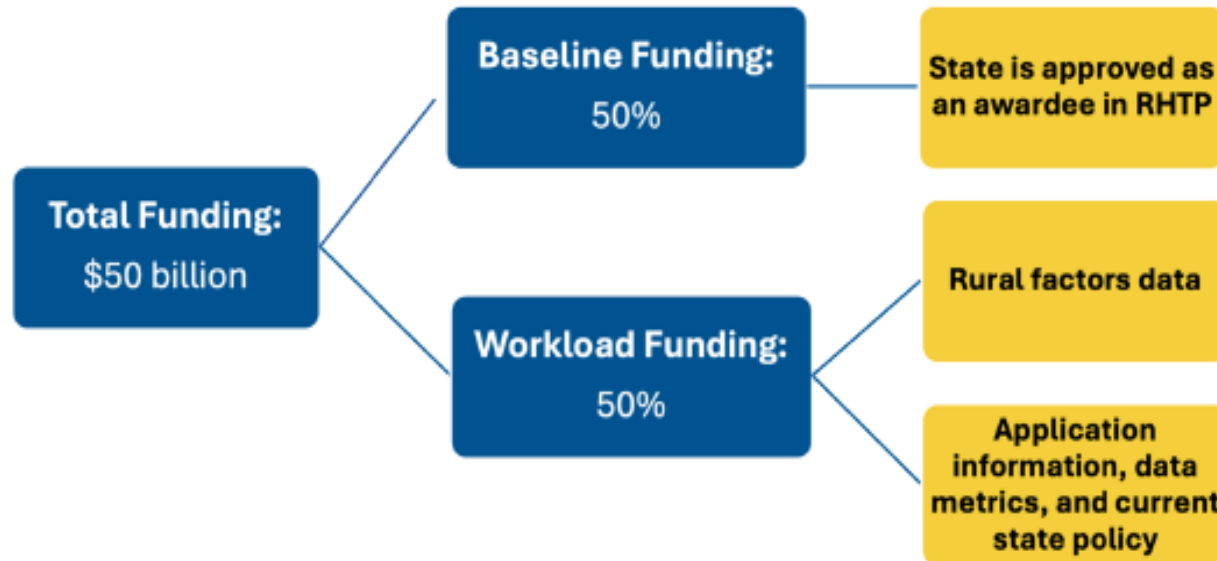 Baseline Funding:
50%
State is approved as
an awardee in RHTP
Total Funding:
$50 billion
Workload Funding:
50%
Rural factors data
Application
information, data
metrics, and current
state policy